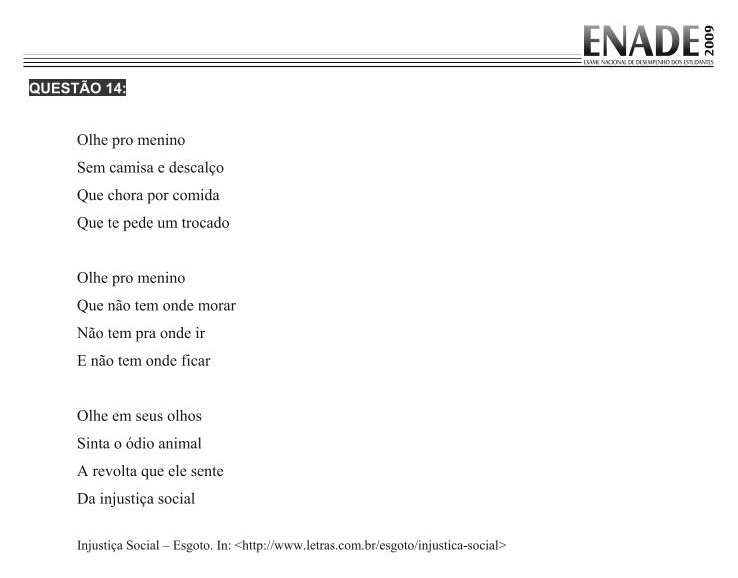 ENADE 2009
EXAME NACIONAL DE DESEMPENHO DOS ESTUDANTES
QUESTÃO 14:
Olhe pro menino
Sem camisa e descalço
Que chora por comida
Que te pede um trocado
Olhe pro menino
Que não tem onde morar
Não tem pra onde ir
E não tem onde ficar
Olhe em seus olhos
Sinta o ódio animal
A revolta que ele sente
Da injustiça social
Injustiça Social – Esgoto. In: <http://www.letras.com.br/esgoto/injustica-social>